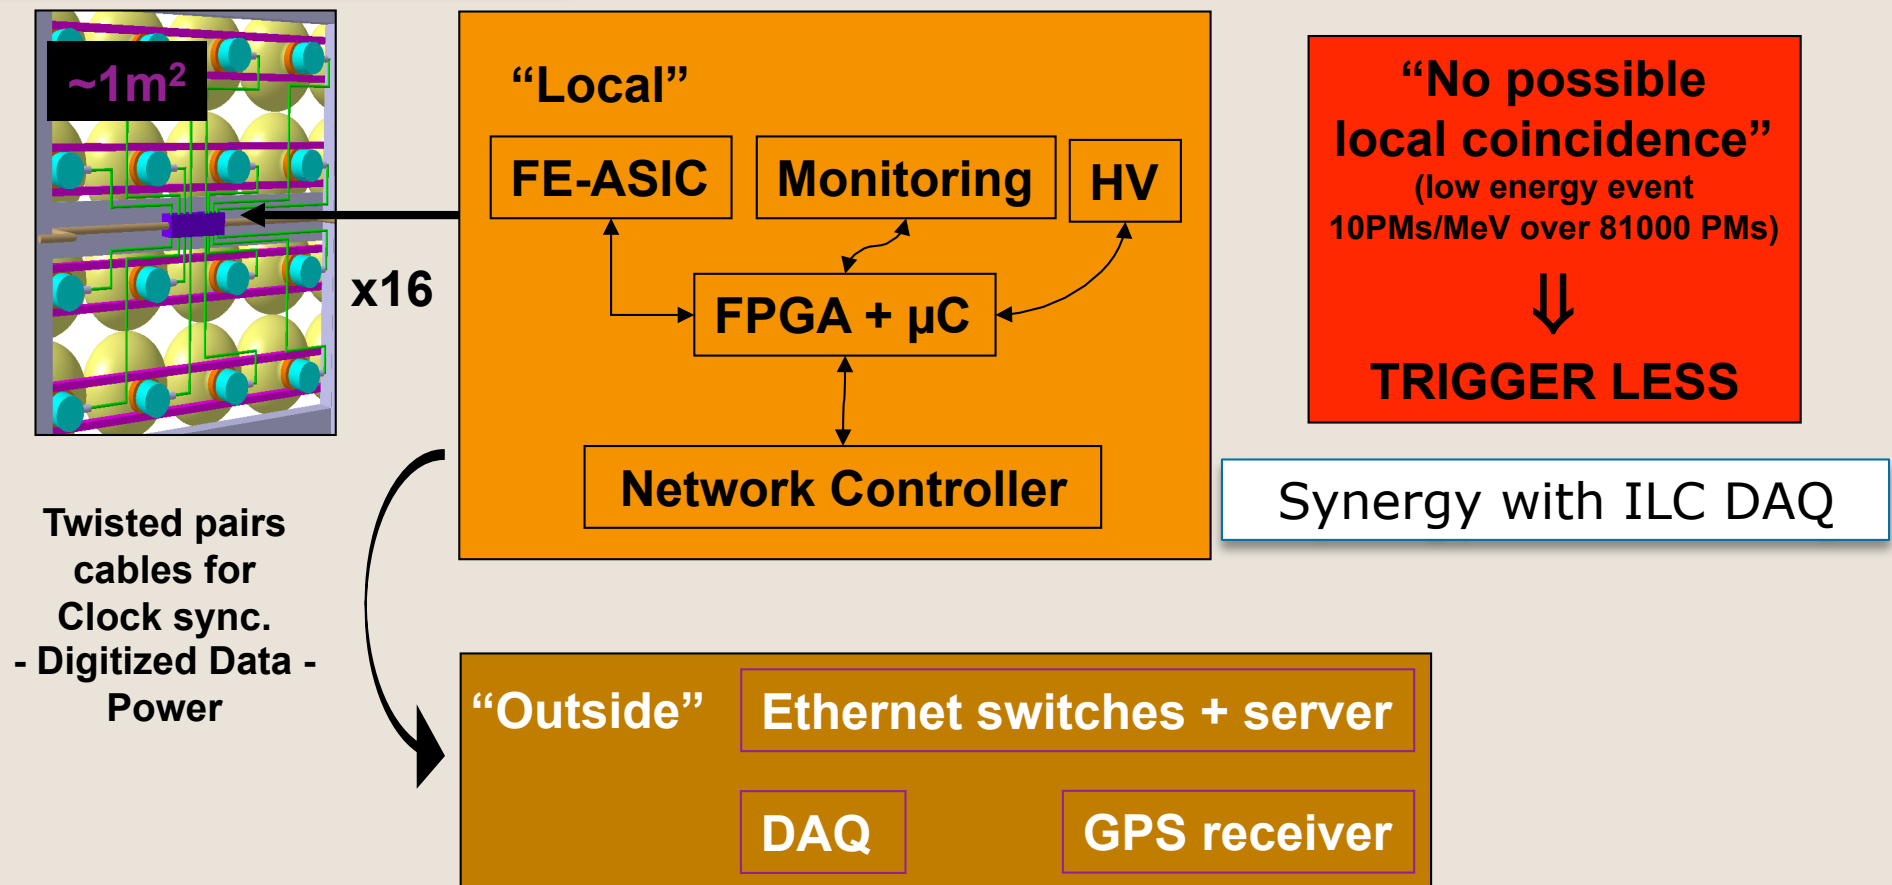 ~1m²
x16
“Local”
FE-ASIC
Monitoring
HV
FPGA + µC
Network Controller
“No possible
local coincidence”
(low energy event
10PMs/MeV over 81000 PMs)
⇓
TRIGGER LESS
Synergy with ILC DAQ
Twisted pairs
cables for
Clock sync.
- Digitized Data -
Power
“Outside”
Ethernet switches + server
DAQ
GPS receiver